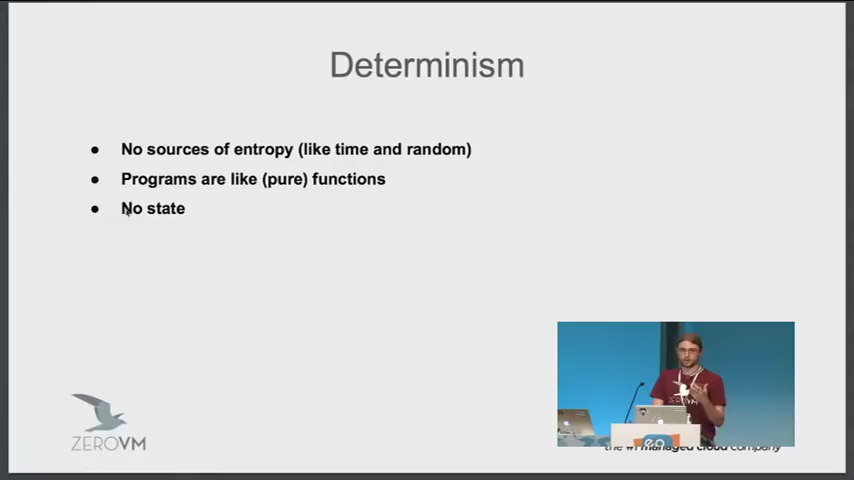 Determinism
● No sources of entropy (like time and random)
● Programs are like (pure) functions
● No state
ZEROVM
the #1 managed cloud company